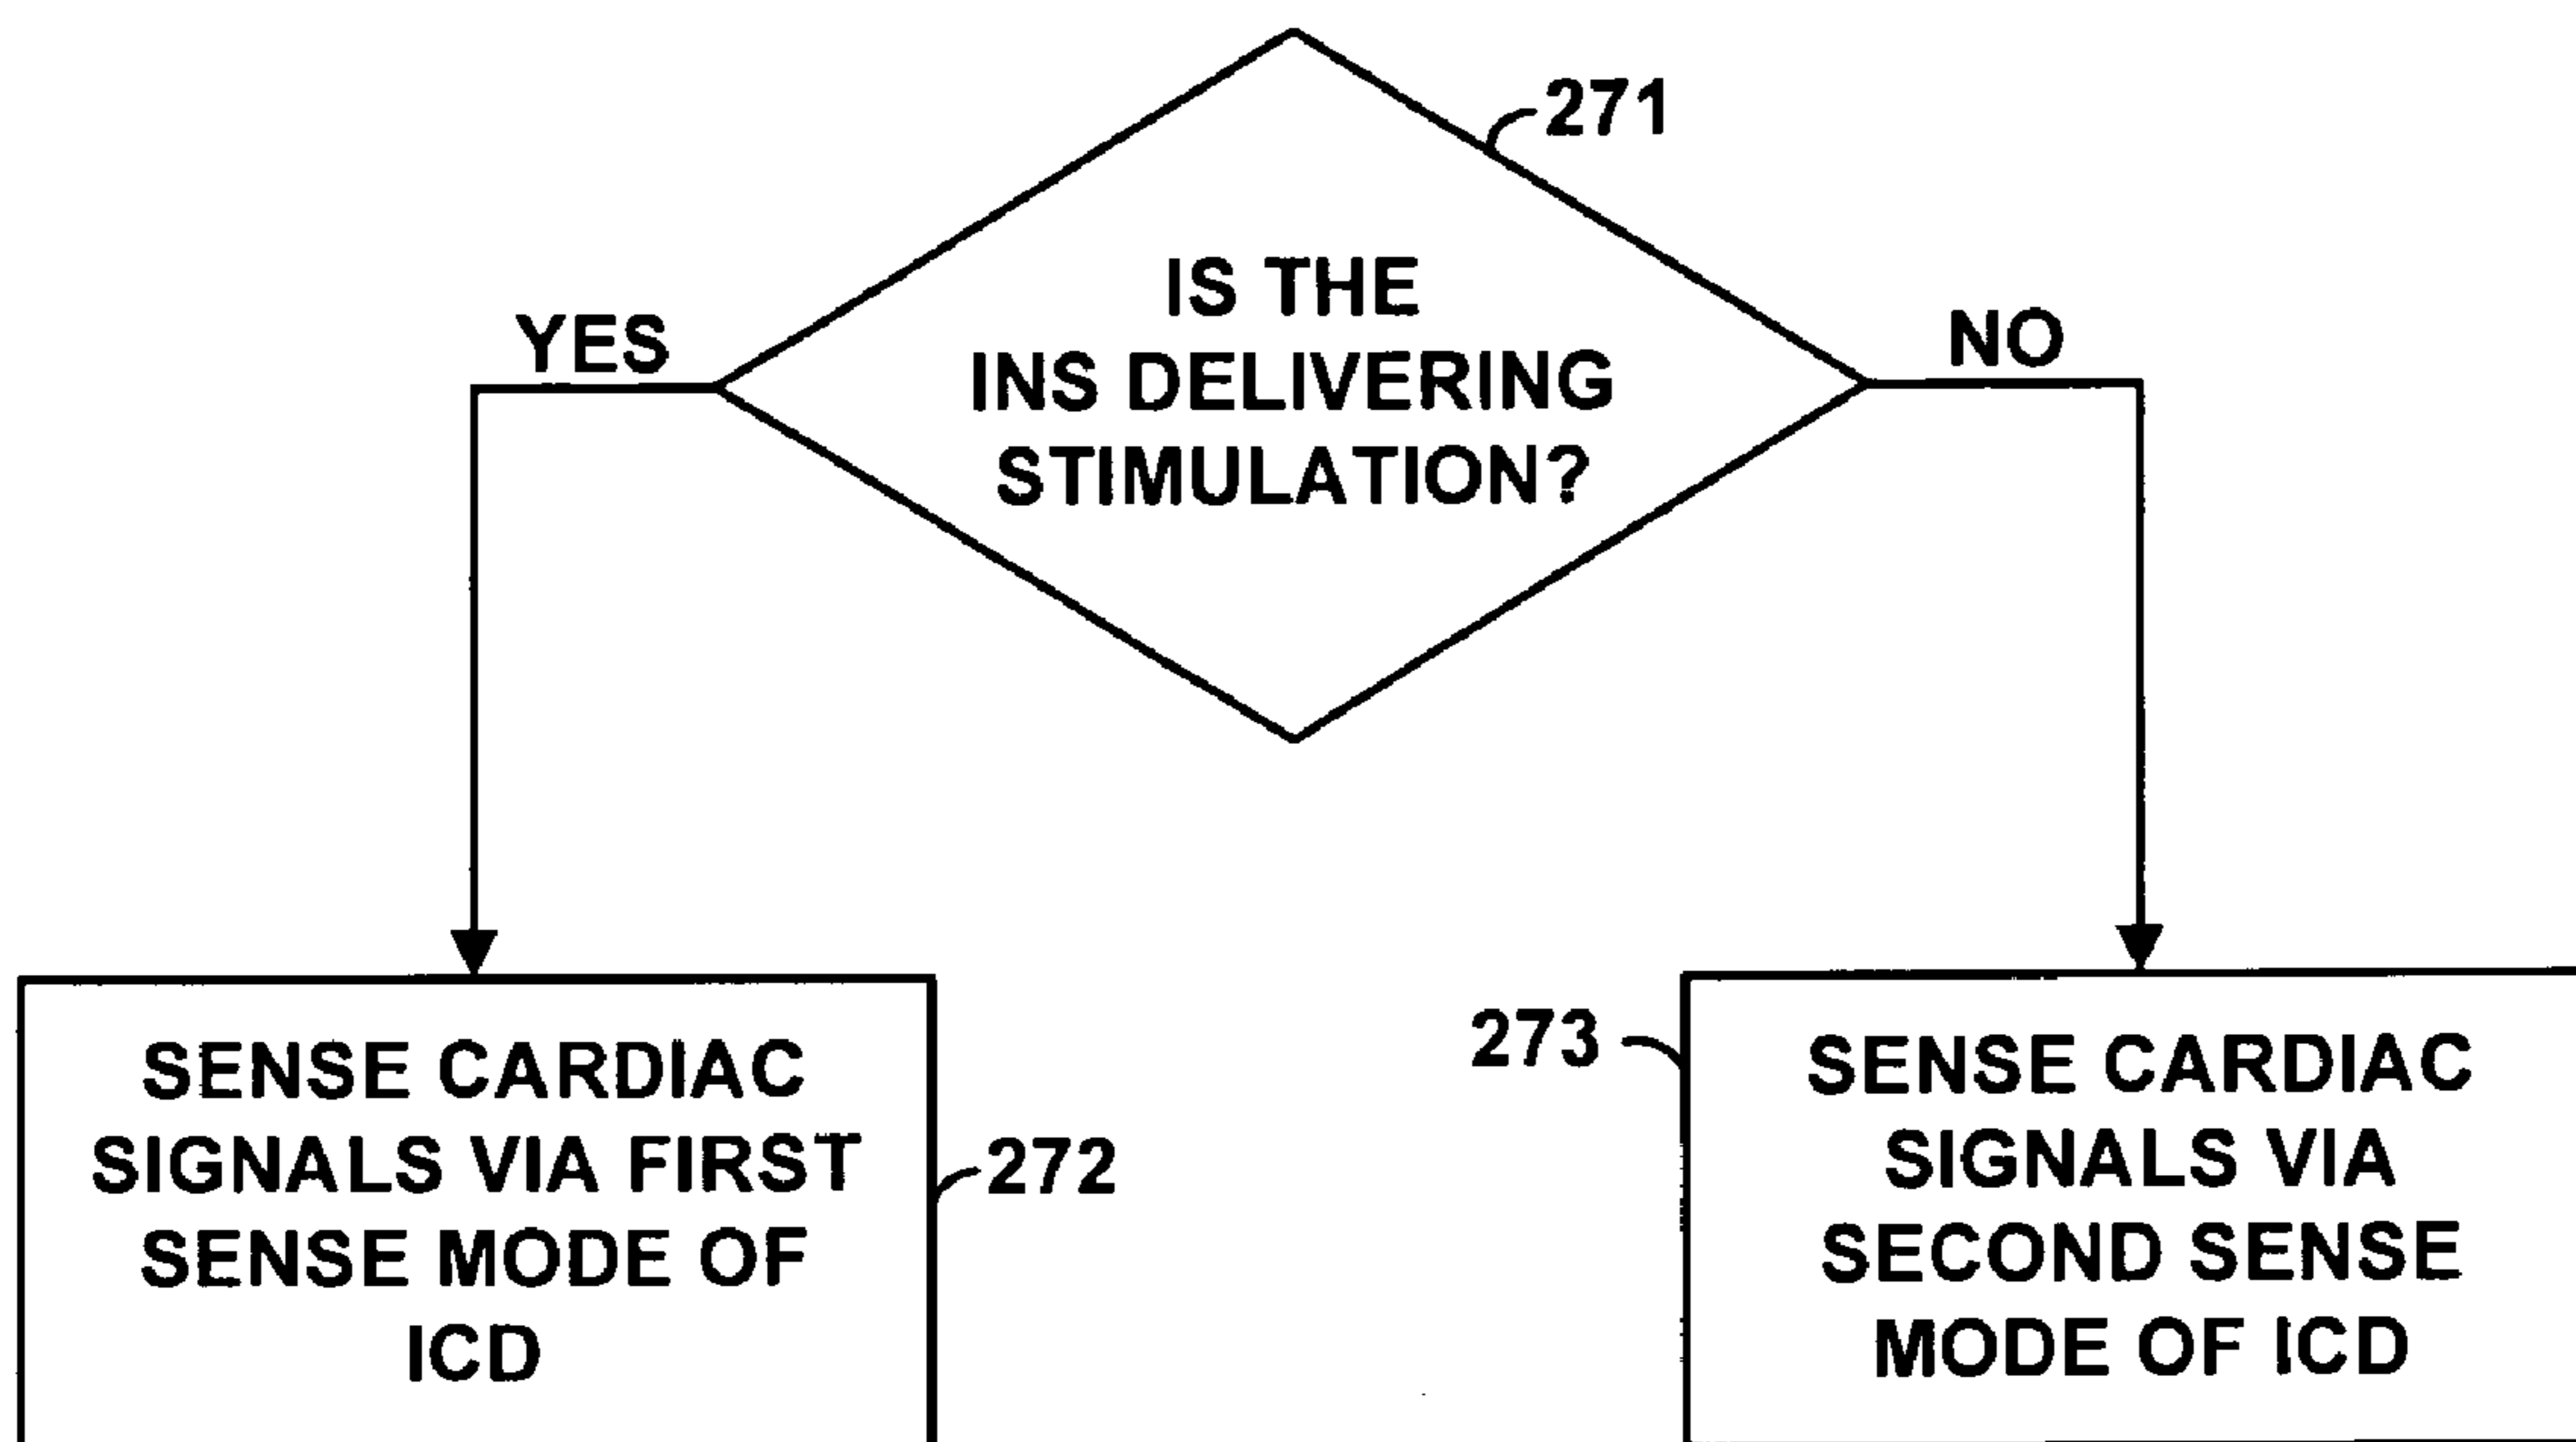 271
IS THE
INS DELIVERING
STIMULATION?
YES
NO
SENSE CARDIAC
SIGNALS VIA FIRST
SENSE MODE OF
ICD
272
273
SENSE CARDIAC
SIGNALS VIA
SECOND SENSE
MODE OF ICD